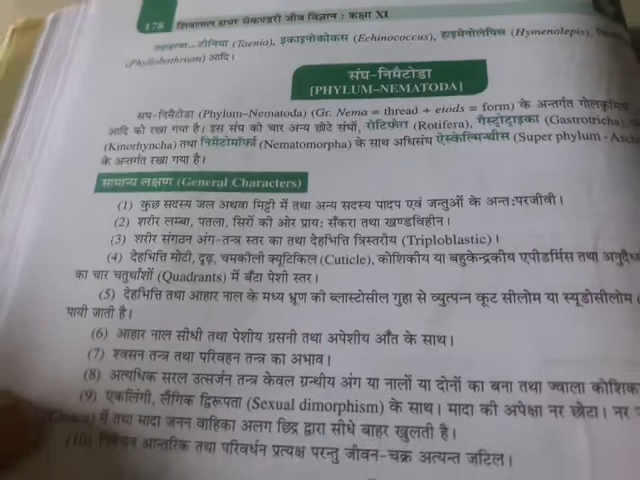 178 शिवलाल हायर सेकण्डरी जीव विज्ञान : कक्षा XI
उदाहरण–टीनिया (Taenia), इकाइनोकोकस (Echinococcus), हाइमेनोलेपिस (Hymenolepis),
(Phyllobothrium) आदि।
संघ-निमैटोडा
[PHYLUM–NEMATODA]
संघ-निमैटोडा (Phylum–Nematoda) (Gr. Nema = thread + eiods = form) के अन्तर्गत गोलकृमियों
आदि को रखा गया है। इस संघ को चार अन्य छोटे संघों, रोटिफेरा (Rotifera), गैस्ट्रोट्राइका (Gastrotricha),
(Kinorhyncha) तथा निमैटोमॉर्फा (Nematomorpha) के साथ अधिसंघ ऐस्केल्मिन्थीस (Super phylum -
के अन्तर्गत रखा गया है।
सामान्य लक्षण (General Characters)
(1) कुछ सदस्य जल अथवा मिट्टी में तथा अन्य सदस्य पादप एवं जन्तुओं के अन्त:परजीवी।
(2) शरीर लम्बा, पतला, सिरों की ओर प्राय: सँकरा तथा खण्डविहीन।
(3) शरीर संगठन अंग-तन्त्र स्तर का तथा देहभित्ति त्रिस्तरीय (Triploblastic)।
(4) देहभित्ति मोटी, दृढ़, चमकीली क्यूटिकिल (Cuticle), कोशिकीय या बहुकेन्द्रकीय एपीडर्मिस तथा
का चार चतुर्थांशों (Quadrants) में बँटा पेशी स्तर।
(5) देहभित्ति तथा आहार नाल के मध्य भ्रूण की ब्लास्टोसील गुहा से व्युत्पन्न कूट सीलोम या स्यूडोसीलोम
पायी जाती है।
(6) आहार नाल सीधी तथा पेशीय ग्रसनी तथा अपेशीय आँत के साथ।
(7) श्वसन तन्त्र तथा परिवहन तन्त्र का अभाव।
(8) अत्यधिक सरल उत्सर्जन तन्त्र केवल ग्रन्थीय अंग या नालों या दोनों का बना तथा ज्वाला
(9) एकलिंगी, लैंगिक द्विरूपता (Sexual dimorphism) के साथ। मादा की अपेक्षा नर छोटा। नर
में तथा मादा जनन वाहिका अलग छिद्र द्वारा सीधे बाहर खुलती है।
(10) निषेचन आन्तरिक तथा परिवर्धन प्रत्यक्ष परन्तु जीवन-चक्र अत्यन्त जटिल।